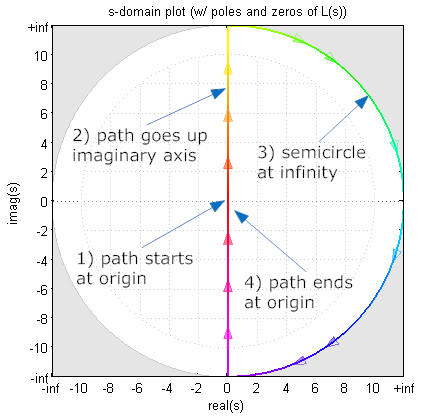 s-domain plot (w/ poles and zeros of L(s))
+inf
10
8
6
4
2
0
-2
-4
-6
-8
-10
-inf
imag(s)
2) path goes up
imaginary axis
3) semicircle
at infinity
1) path starts
at origin
4) path ends
at origin
-inf -10 -8 -6 -4 -2 0 2 4 6 8 10 +inf
real(s)